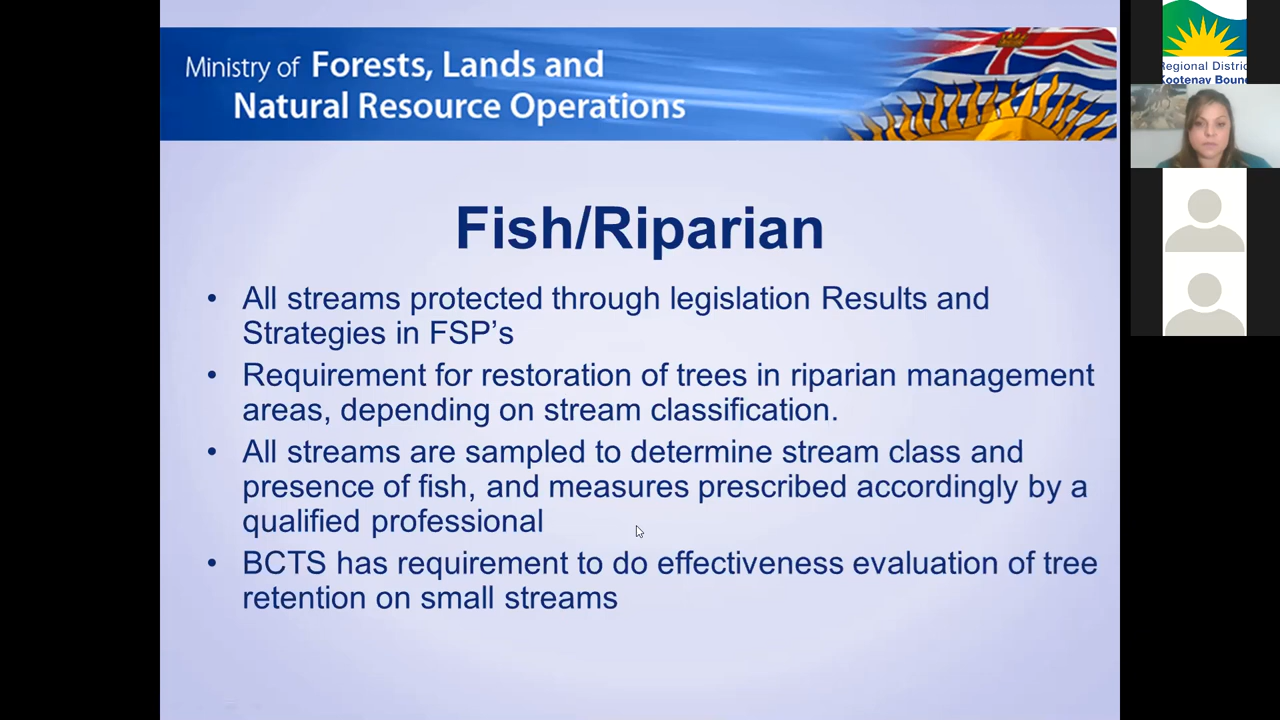 Ministry of Forests, Lands and
Natural Resource Operations
Fish/Riparian
• All streams protected through legislation Results and
Strategies in FSP’s
• Requirement for restoration of trees in riparian management
areas, depending on stream classification.
• All streams are sampled to determine stream class and
presence of fish, and measures prescribed accordingly by a
qualified professional
• BCTS has requirement to do effectiveness evaluation of tree
retention on small streams
Regional